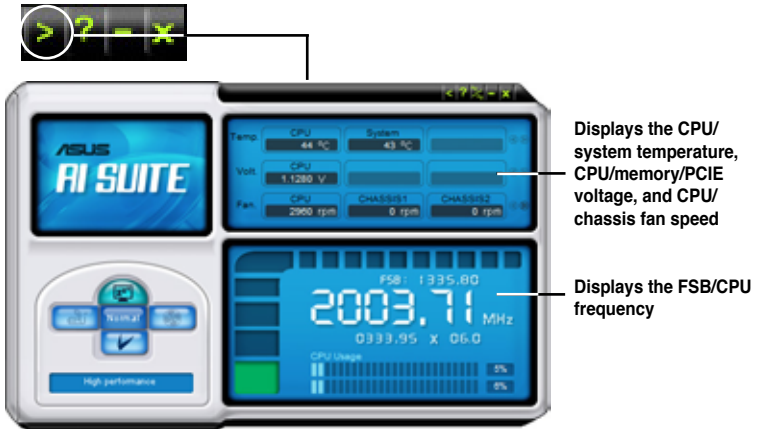 > ? - x
< ? - x
ASUS
AI SUITE
Temp. CPU System
44 ºC 43 ºC
Volt. CPU
1.1280 V
Fan. CPU CHASSIS1 CHASSIS2
2960 rpm 0 rpm 0 rpm
Displays the CPU/
system temperature,
CPU/memory/PCIE
voltage, and CPU/
chassis fan speed
FSB: 1335.80
2003.71 MHz
0333.95 x 06.0
CPU Usage
5%
6%
Displays the FSB/CPU
frequency
Normal
High performance